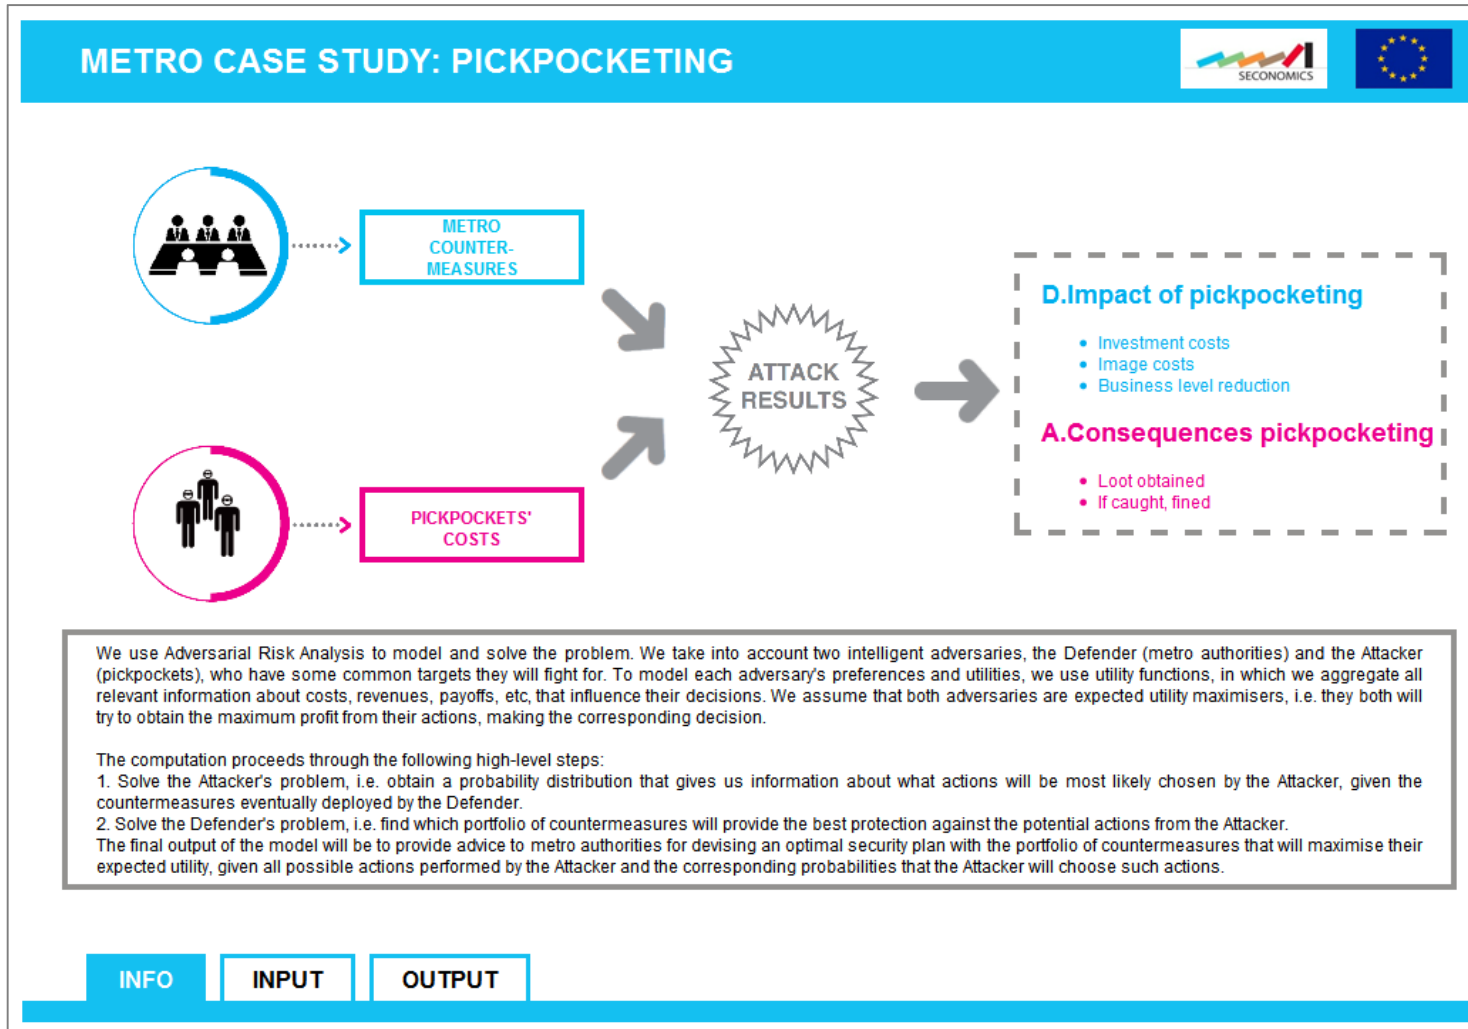 METRO CASE STUDY: PICKPOCKETING
SECONOMICS
METRO
COUNTER-
MEASURES
D.Impact of pickpocketing
• Investment costs
• Image costs
• Business level reduction
ATTACK
RESULTS
A.Consequences pickpocketing
• Loot obtained
• If caught, fined
PICKPOCKETS'
COSTS
We use Adversarial Risk Analysis to model and solve the problem. We take into account two intelligent adversaries, the Defender (metro authorities) and the Attacker
(pickpockets), who have some common targets they will fight for. To model each adversary's preferences and utilities, we use utility functions, in which we aggregate all
relevant information about costs, revenues, payoffs, etc, that influence their decisions. We assume that both adversaries are expected utility maximisers, i.e. they both will
try to obtain the maximum profit from their actions, making the corresponding decision.
The computation proceeds through the following high-level steps:
1. Solve the Attacker's problem, i.e. obtain a probability distribution that gives us information about what actions will be most likely chosen by the Attacker, given the
countermeasures eventually deployed by the Defender.
2. Solve the Defender's problem, i.e. find which portfolio of countermeasures will provide the best protection against the potential actions from the Attacker.
The final output of the model will be to provide advice to metro authorities for devising an optimal security plan with the portfolio of countermeasures that will maximise their
expected utility, given all possible actions performed by the Attacker and the corresponding probabilities that the Attacker will choose such actions.
INFO
INPUT
OUTPUT